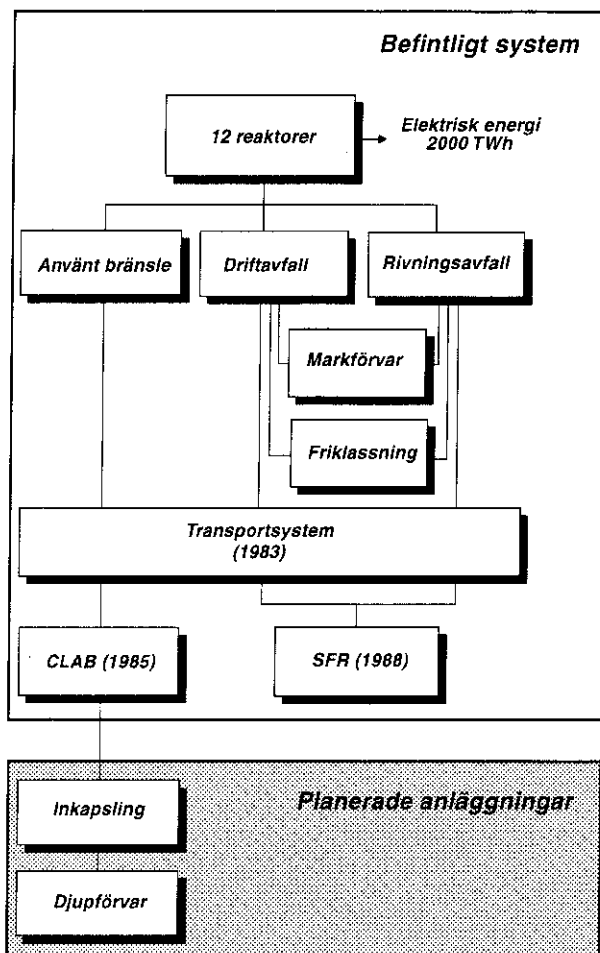 Befintligt system
12 reaktorer
Elektrisk energi
2000 TWh
Använt bränsle
Driftavfall
Rivningsavfall
Markförvar
Friklassning
Transportsystem
(1983)
CLAB (1985)
SFR (1988)
Planerade anläggningar
Inkapsling
Djupförvar